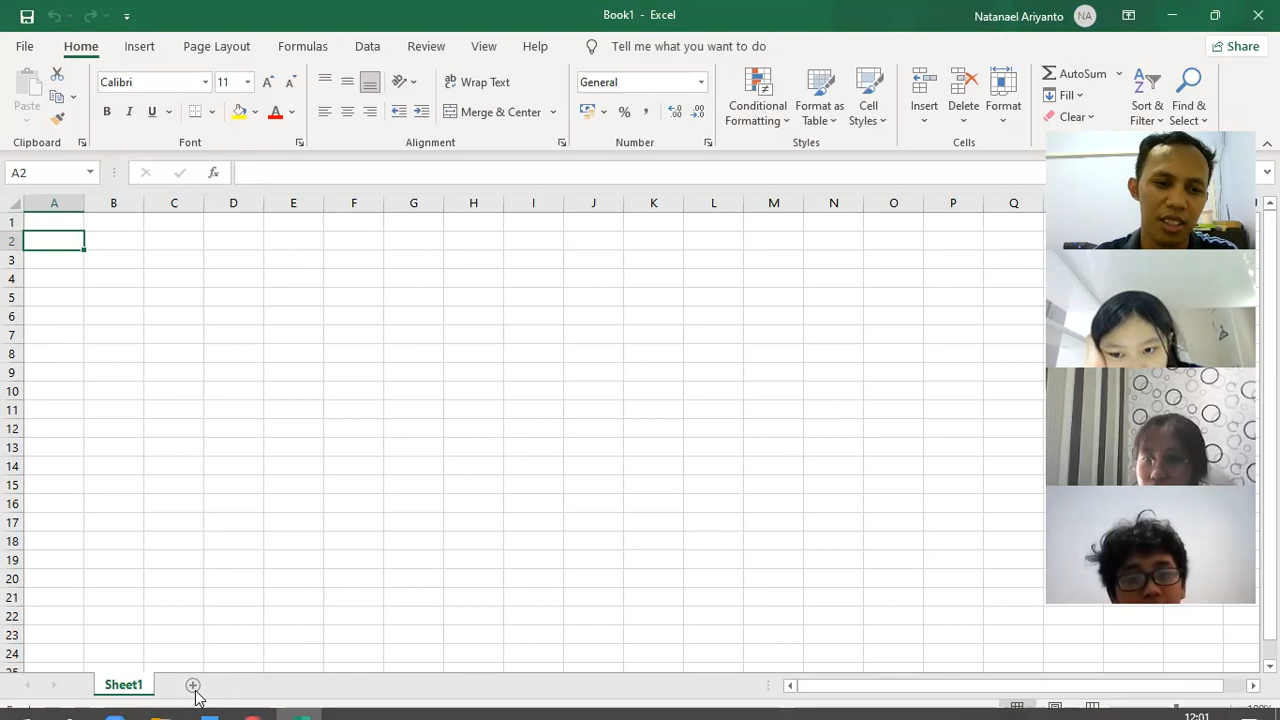 Book1 - Excel
Natanael Ariyanto NA
File Home Insert Page Layout Formulas Data Review View Help Tell me what you want to do Share
Paste
Calibri 11
B I U A
Wrap Text
Merge & Center
General
Conditional Formatting
Format as Table
Cell Styles
Insert Delete Format
AutoSum
Fill
Clear
Sort & Filter
Find & Select
Clipboard Font Alignment Number Styles Cells
A2 fx
A B C D E F G H I J K L M N O P Q
1
2
3
4
5
6
7
8
9
10
11
12
13
14
15
16
17
18
19
20
21
22
23
24
25
Sheet1
12:01